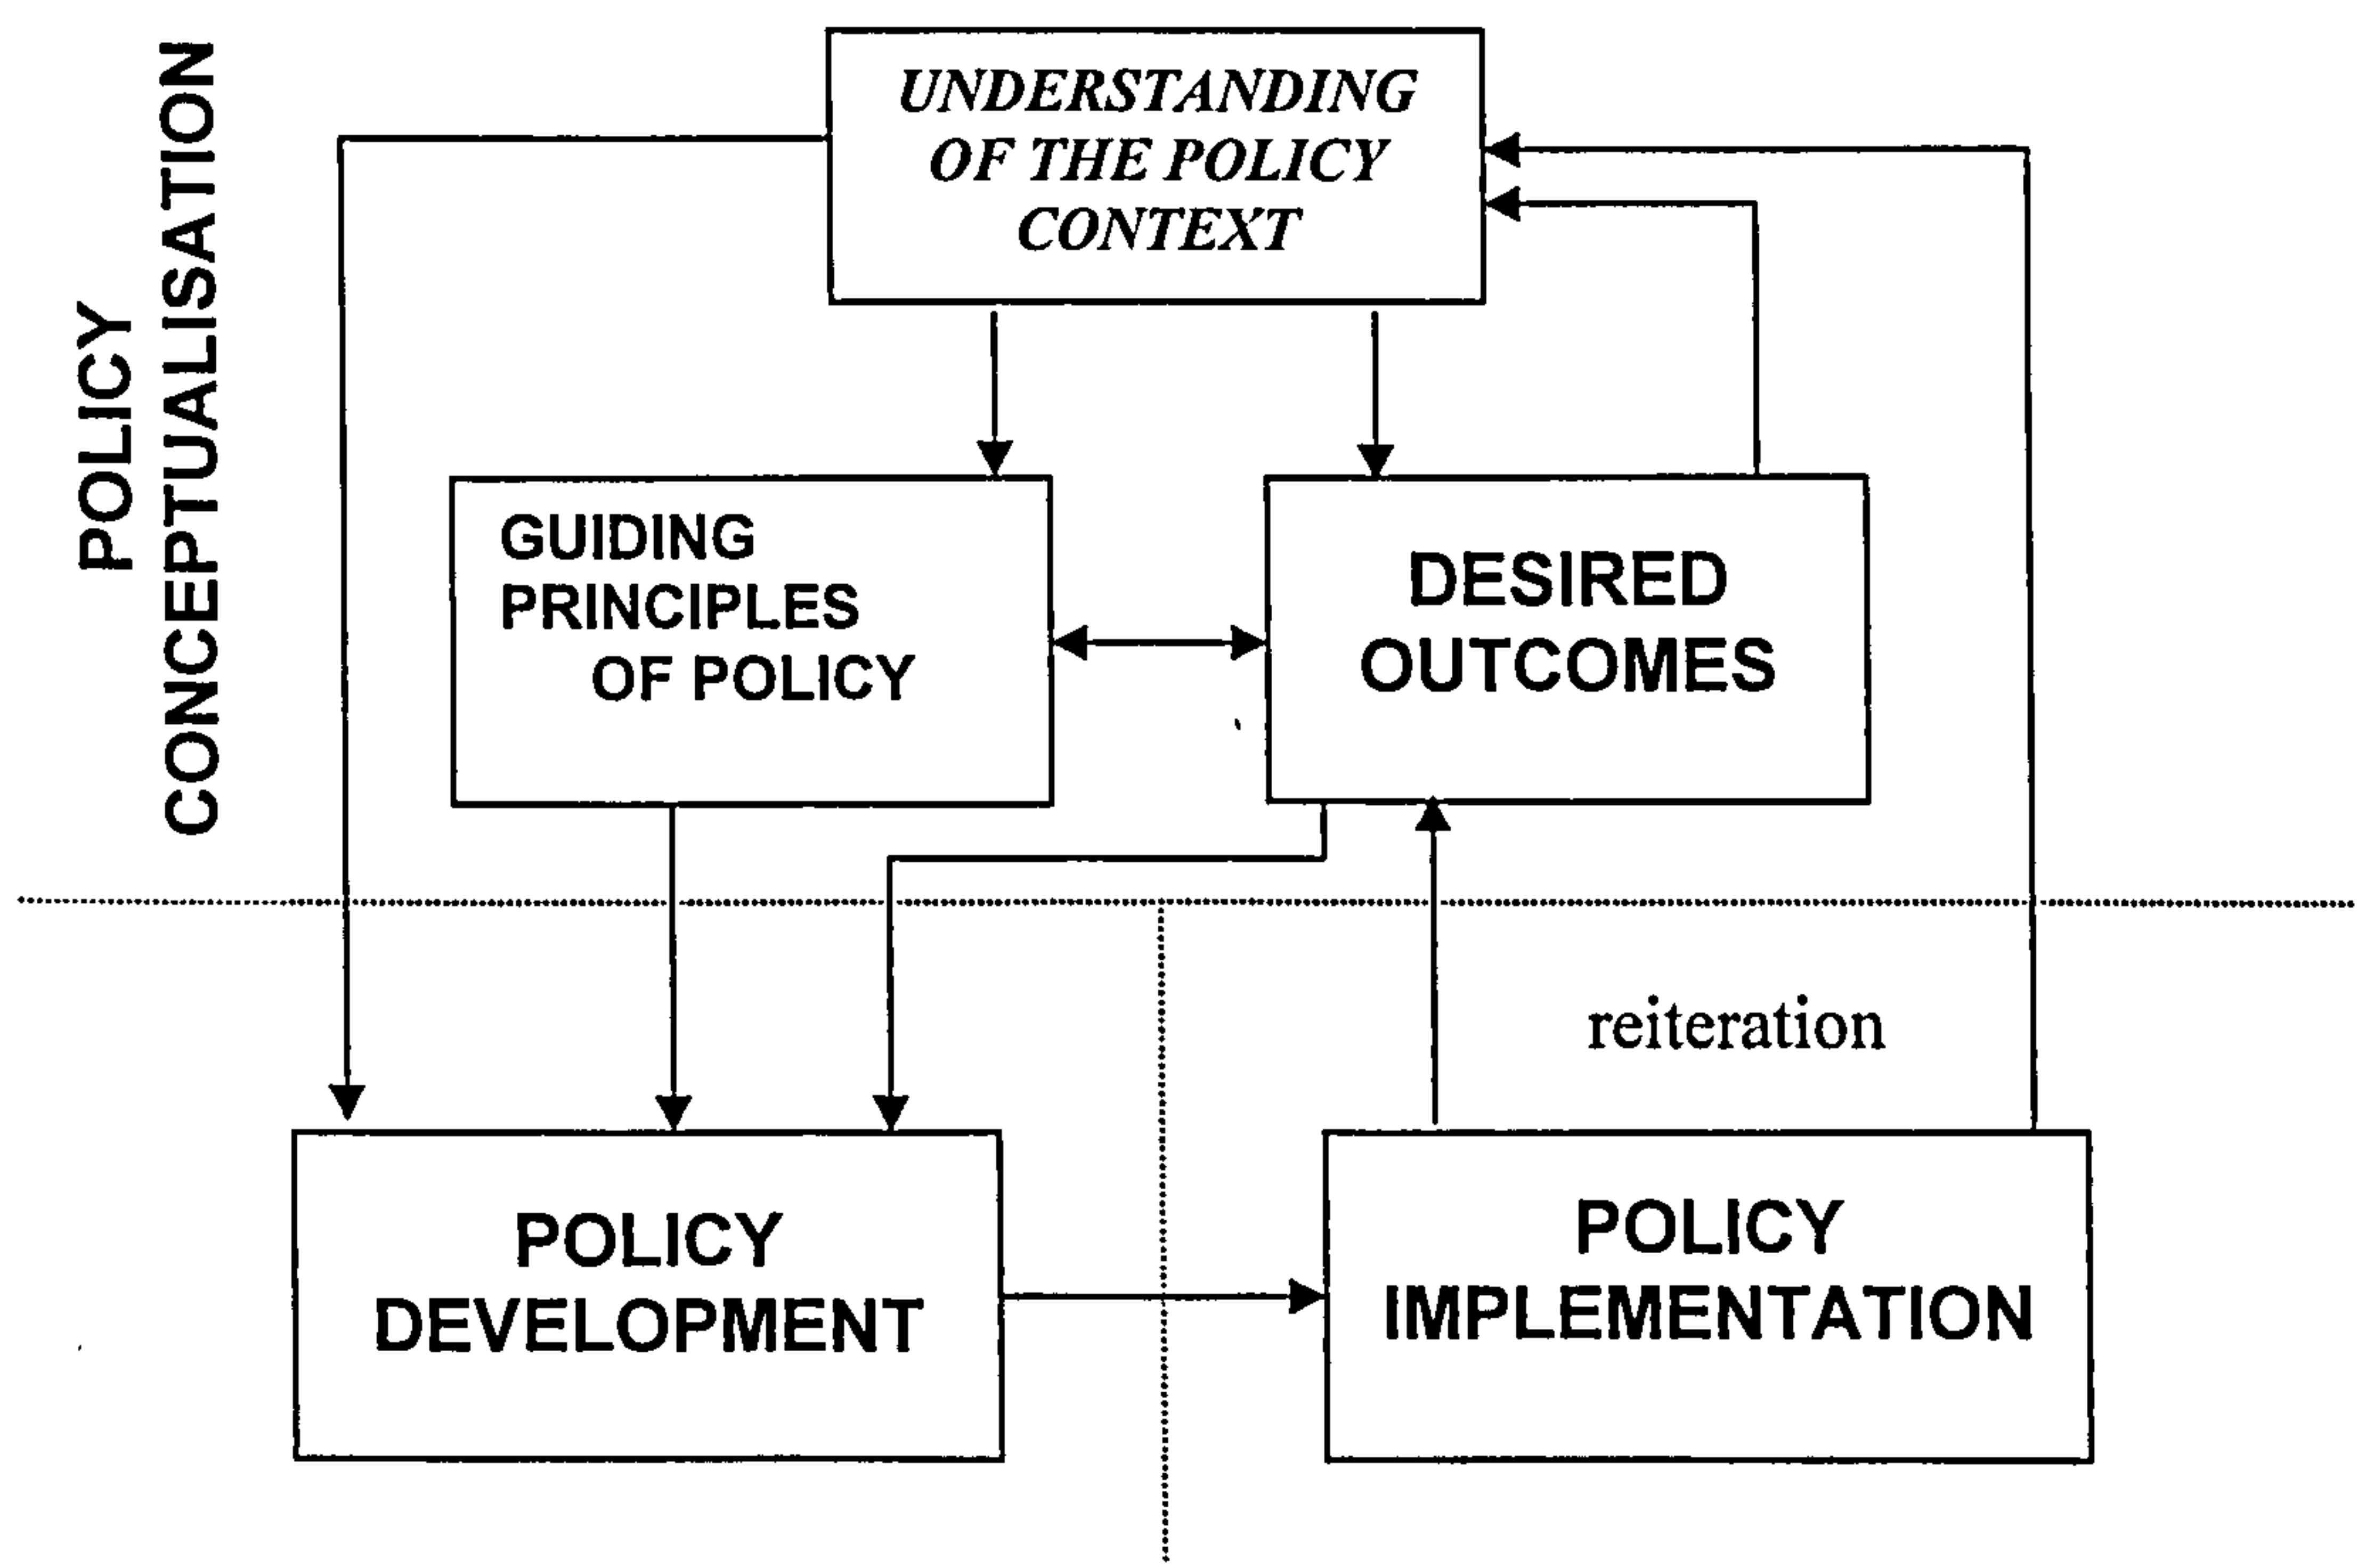 POLICY
CONCEPTUALISATION
UNDERSTANDING
OF THE POLICY
CONTEXT
GUIDING
PRINCIPLES
OF POLICY
DESIRED
OUTCOMES
reiteration
POLICY
DEVELOPMENT
POLICY
IMPLEMENTATION